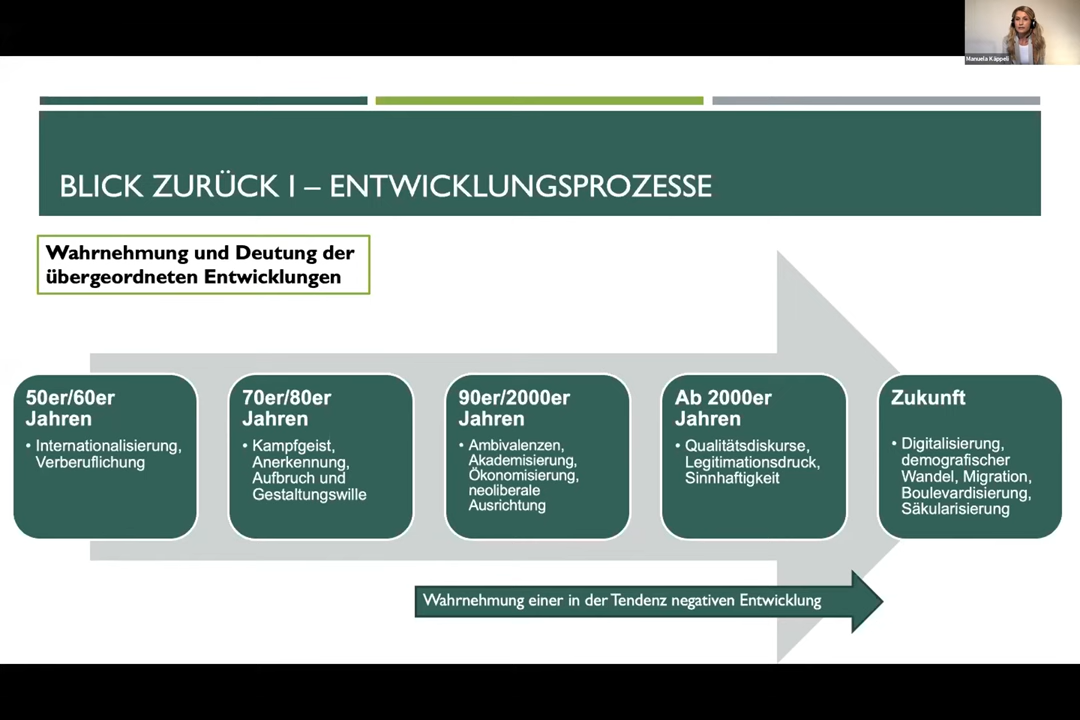 Manuela Käppeli
BLICK ZURÜCK I – ENTWICKLUNGSPROZESSE
Wahrnehmung und Deutung der
übergeordneten Entwicklungen
50er/60er
Jahren
• Internationalisierung,
Verberuflichung
70er/80er
Jahren
• Kampfgeist,
Anerkennung,
Aufbruch und
Gestaltungswille
90er/2000er
Jahren
• Ambivalenzen,
Akademisierung,
Ökonomisierung,
neoliberale
Ausrichtung
Ab 2000er
Jahren
• Qualitätsdiskurse,
Legitimationsdruck,
Sinnhaftigkeit
Zukunft
• Digitalisierung,
demografischer
Wandel, Migration,
Boulevardisierung,
Säkularisierung
Wahrnehmung einer in der Tendenz negativen Entwicklung